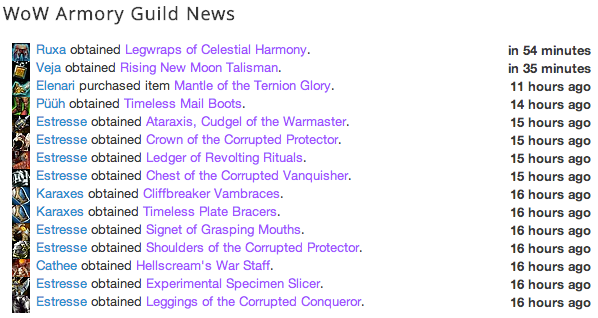 WoW Armory Guild News
Ruxa obtained Legwraps of Celestial Harmony. in 54 minutes
Veja obtained Rising New Moon Talisman. in 35 minutes
Elenari purchased item Mantle of the Ternion Glory. 11 hours ago
Püüh obtained Timeless Mail Boots. 14 hours ago
Estresse obtained Ataraxis, Cudgel of the Warmaster. 15 hours ago
Estresse obtained Crown of the Corrupted Protector. 15 hours ago
Estresse obtained Ledger of Revolting Rituals. 15 hours ago
Estresse obtained Chest of the Corrupted Vanquisher. 15 hours ago
Karaxes obtained Cliffbreaker Vambraces. 16 hours ago
Karaxes obtained Timeless Plate Bracers. 16 hours ago
Estresse obtained Signet of Grasping Mouths. 16 hours ago
Estresse obtained Shoulders of the Corrupted Protector. 16 hours ago
Cathee obtained Hellscream's War Staff. 16 hours ago
Estresse obtained Experimental Specimen Slicer. 16 hours ago
Estresse obtained Leggings of the Corrupted Conqueror. 16 hours ago